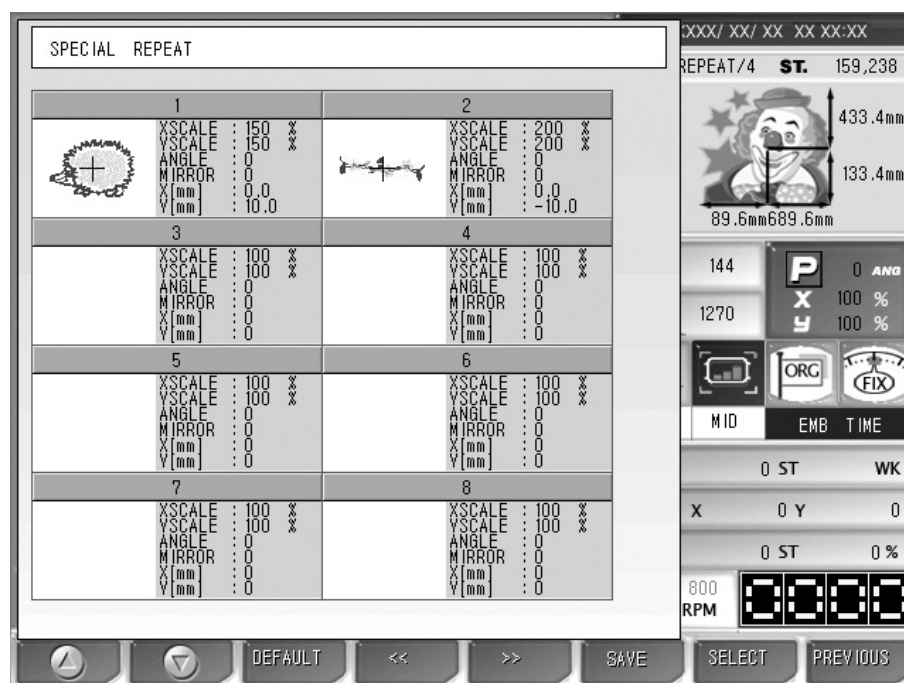 SPECIAL REPEAT
XXX/ XX/ XX XX XX:XX
REPEAT/4 ST. 159,238
433.4mm
133.4mm
89.6mm689.6mm
1
XSCALE : 150 %
YSCALE : 150 %
ANGLE : 0
MIRROR : 0
X[mm] : 0.0
Y[mm] : 10.0
2
XSCALE : 200 %
YSCALE : 200 %
ANGLE : 0
MIRROR : 0
X[mm] : 0.0
Y[mm] : -10.0
3
XSCALE : 100 %
YSCALE : 100 %
ANGLE : 0
MIRROR : 0
X[mm] : 0
Y[mm] : 0
4
XSCALE : 100 %
YSCALE : 100 %
ANGLE : 0
MIRROR : 0
X[mm] : 0
Y[mm] : 0
5
XSCALE : 100 %
YSCALE : 100 %
ANGLE : 0
MIRROR : 0
X[mm] : 0
Y[mm] : 0
6
XSCALE : 100 %
YSCALE : 100 %
ANGLE : 0
MIRROR : 0
X[mm] : 0
Y[mm] : 0
7
XSCALE : 100 %
YSCALE : 100 %
ANGLE : 0
MIRROR : 0
X[mm] : 0
Y[mm] : 0
8
XSCALE : 100 %
YSCALE : 100 %
ANGLE : 0
MIRROR : 0
X[mm] : 0
Y[mm] : 0
144
1270
P 0 ANG
X 100 %
y 100 %
ORG
FIX
MID
EMB TIME
0 ST WK
X 0 Y 0
0 ST 0 %
800
RPM
0000
DEFAULT << >> SAVE SELECT PREVIOUS